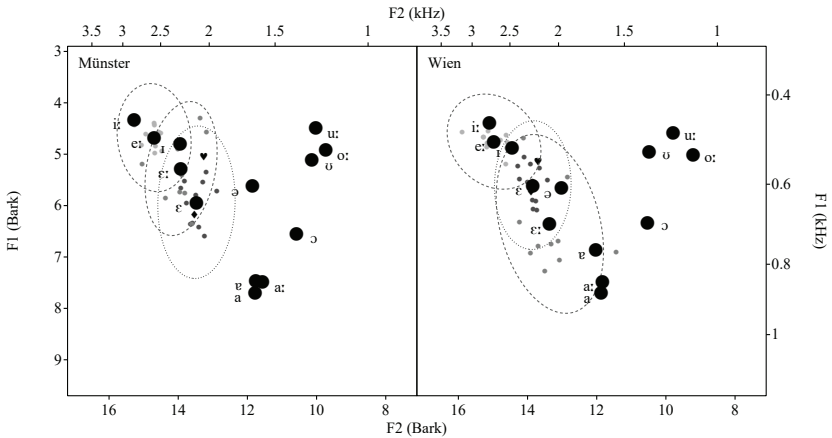 F2 (kHz)
3.5 3 2.5 2 1.5 1 3.5 3 2.5 2 1.5 1
Münster
Wien
3
4
5
6
7
8
9
F1 (Bark)
iː
eː
ɪ
ɛː
ɛ
ə
uː
oː
ʊ
ɔ
ɐ
aː
a
iː
eː
ɪ
ɛ
ə
ɛː
uː
ʊ
oː
ɔ
ɐ
aː
a
0.4
0.6
0.8
1
F1 (kHz)
16 14 12 10 8 16 14 12 10 8
F2 (Bark)